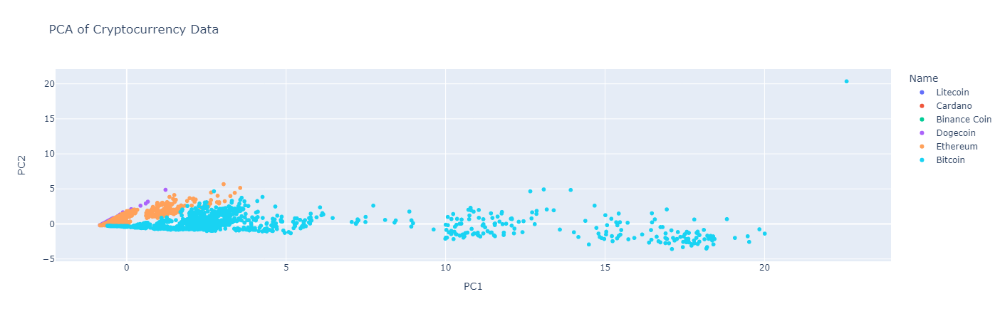 PCA of Cryptocurrency Data
20
15
10
5
0
−5
PC2
0
5
10
15
20
PC1
Name
Litecoin
Cardano
Binance Coin
Dogecoin
Ethereum
Bitcoin